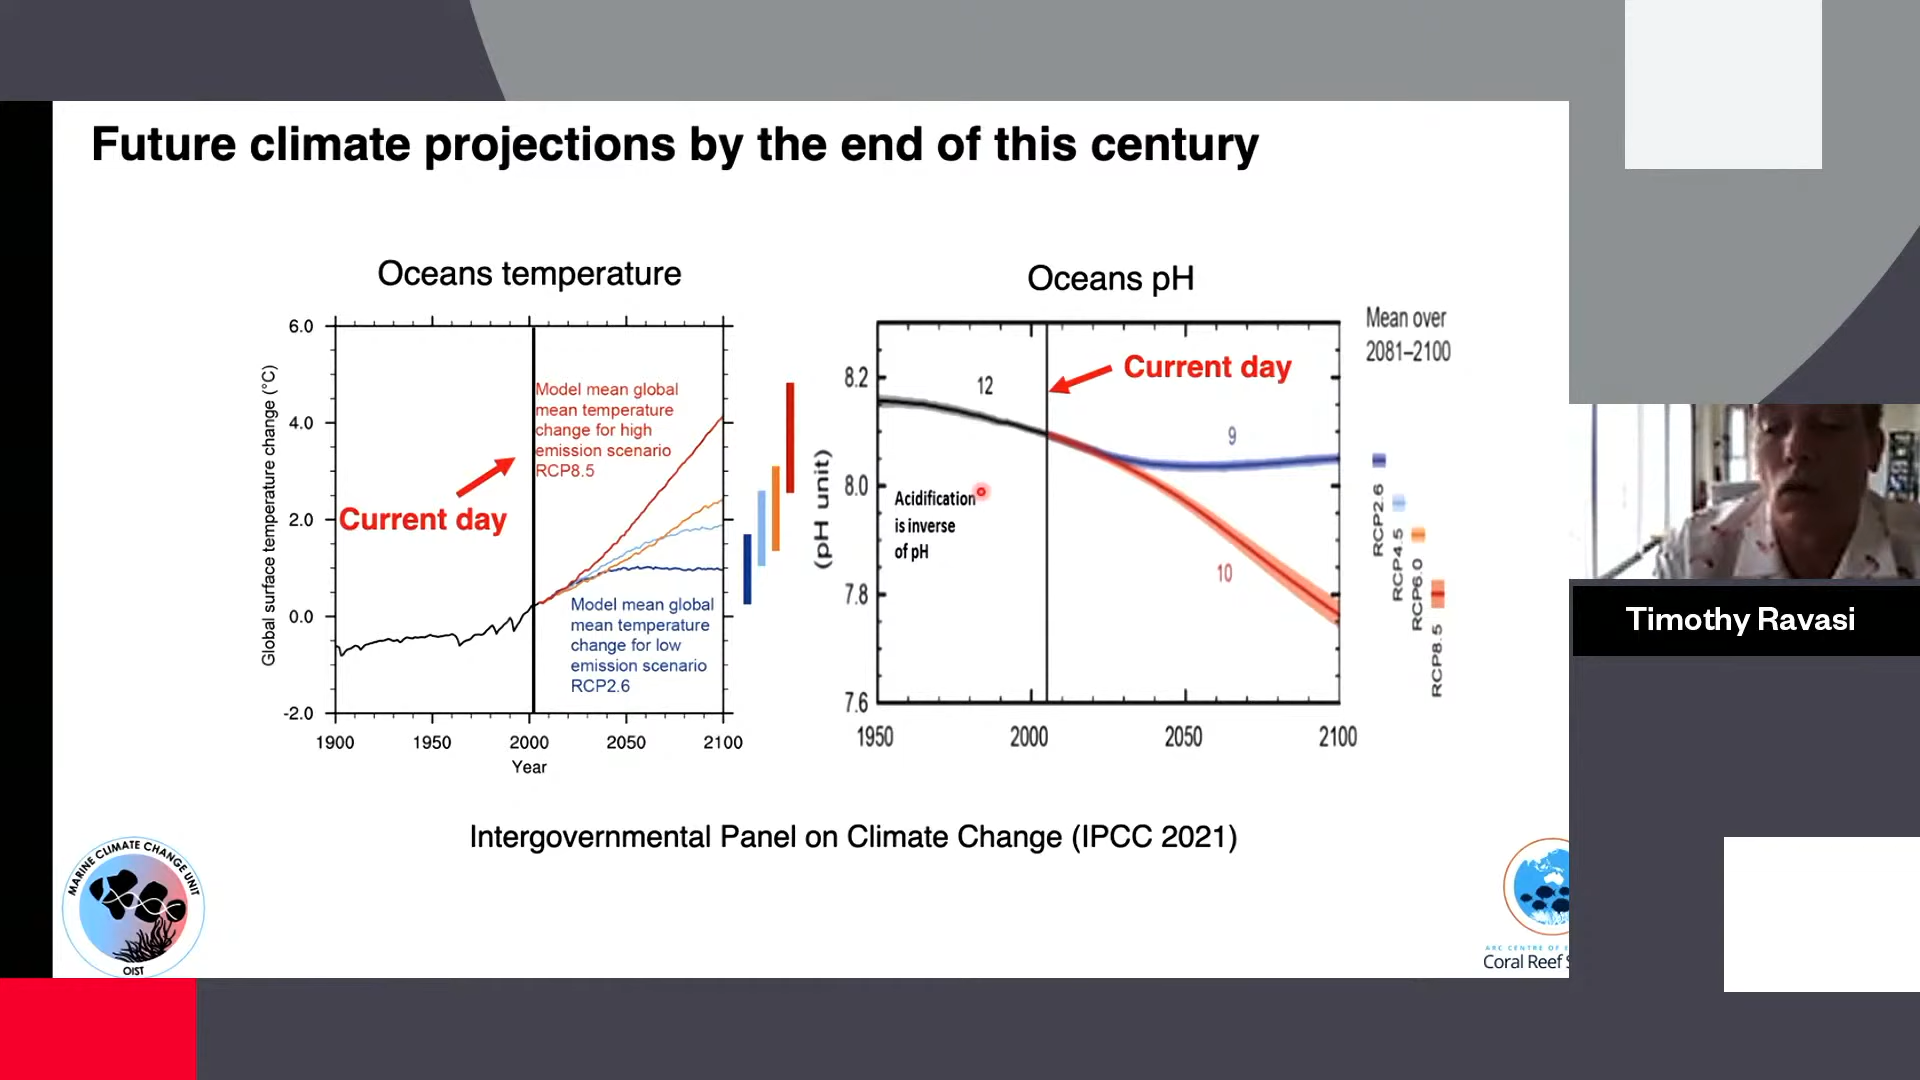 Future climate projections by the end of this century
Oceans temperature
6.0
4.0
2.0
0.0
-2.0
Global surface temperature change (°C)
1900
1950
2000
2050
2100
Year
Model mean global
mean temperature
change for high
emission scenario
RCP8.5
Current day
Model mean global
mean temperature
change for low
emission scenario
RCP2.6
Oceans pH
8.2
8.0
7.8
7.6
(pH unit)
1950
2000
2050
2100
12
Current day
9
10
Acidification
is inverse
of pH
Mean over
2081–2100
RCP2.6
RCP4.5
RCP6.0
RCP8.5
Intergovernmental Panel on Climate Change (IPCC 2021)
MARINE CLIMATE CHANGE UNIT
OIST
ARC CENTRE OF
Coral Reef
Timothy Ravasi